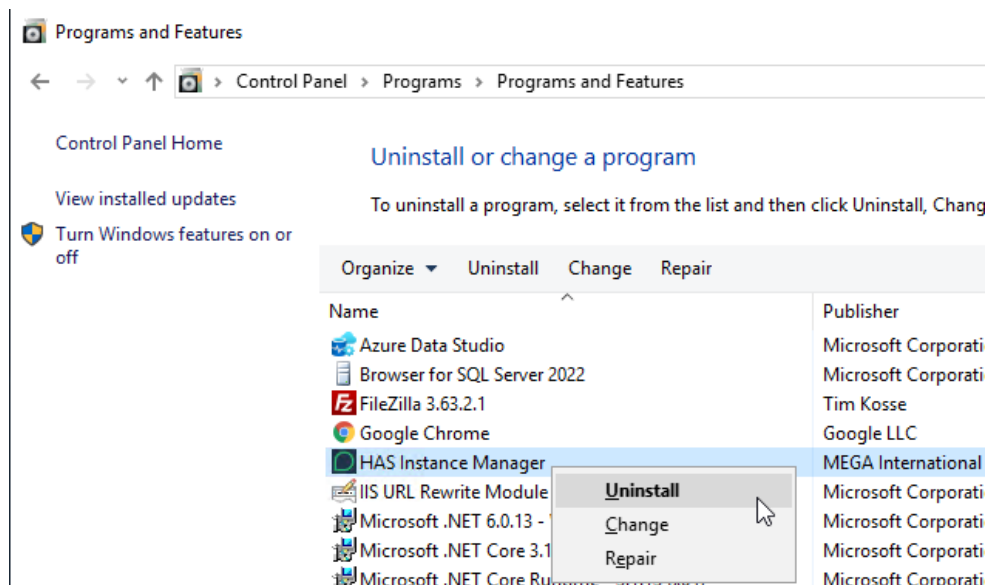 Programs and Features
Control Panel > Programs > Programs and Features
Control Panel Home
Uninstall or change a program
View installed updates
To uninstall a program, select it from the list and then click Uninstall, Chang
Turn Windows features on or
off
Organize Uninstall Change Repair
Name Publisher
Azure Data Studio Microsoft Corporati
Browser for SQL Server 2022 Microsoft Corporati
FileZilla 3.63.2.1 Tim Kosse
Google Chrome Google LLC
HAS Instance Manager MEGA International
IIS URL Rewrite Module Microsoft Corporati
Uninstall
Microsoft .NET 6.0.13 - Microsoft Corporati
Change
Microsoft .NET Core 3.1 Microsoft Corporati
Repair
Microsoft .NET Core Microsoft Corporati